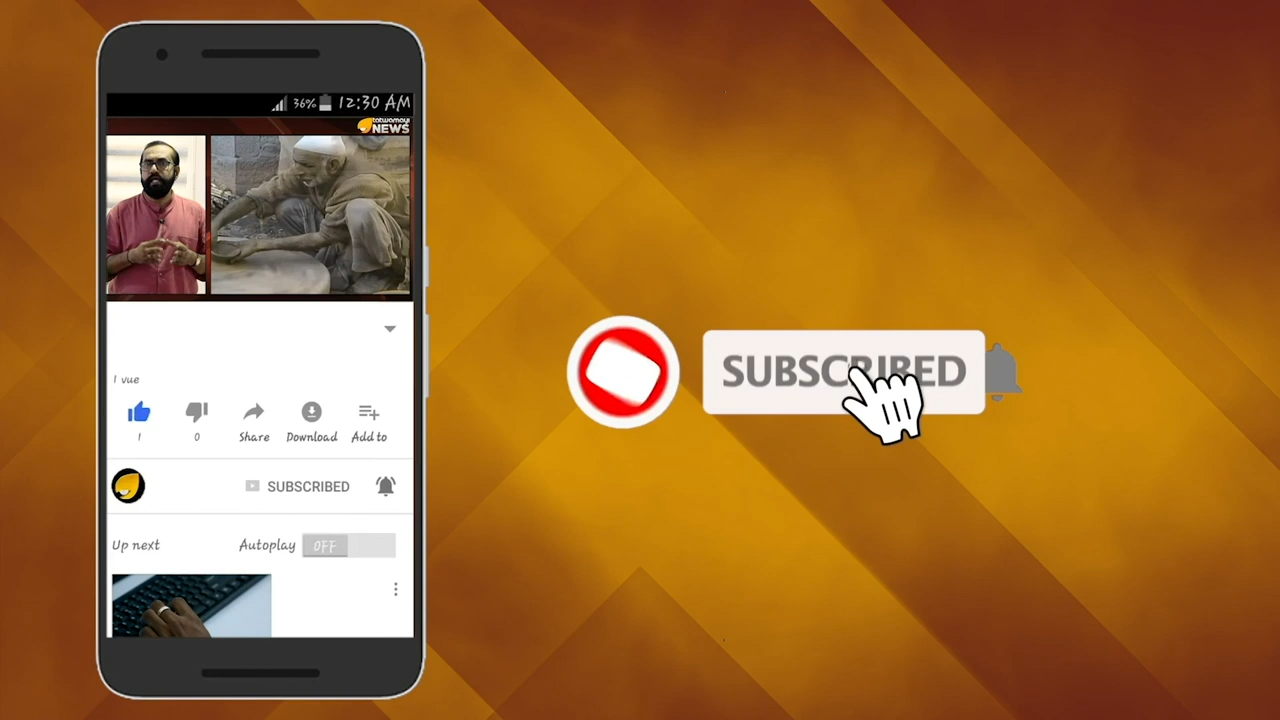 36% 12:30 AM
tatwamayi
NEWS
1 vue
1
0
Share
Download
Add to
SUBSCRIBED
Up next
Autoplay
OFF
SUBSCRIBED